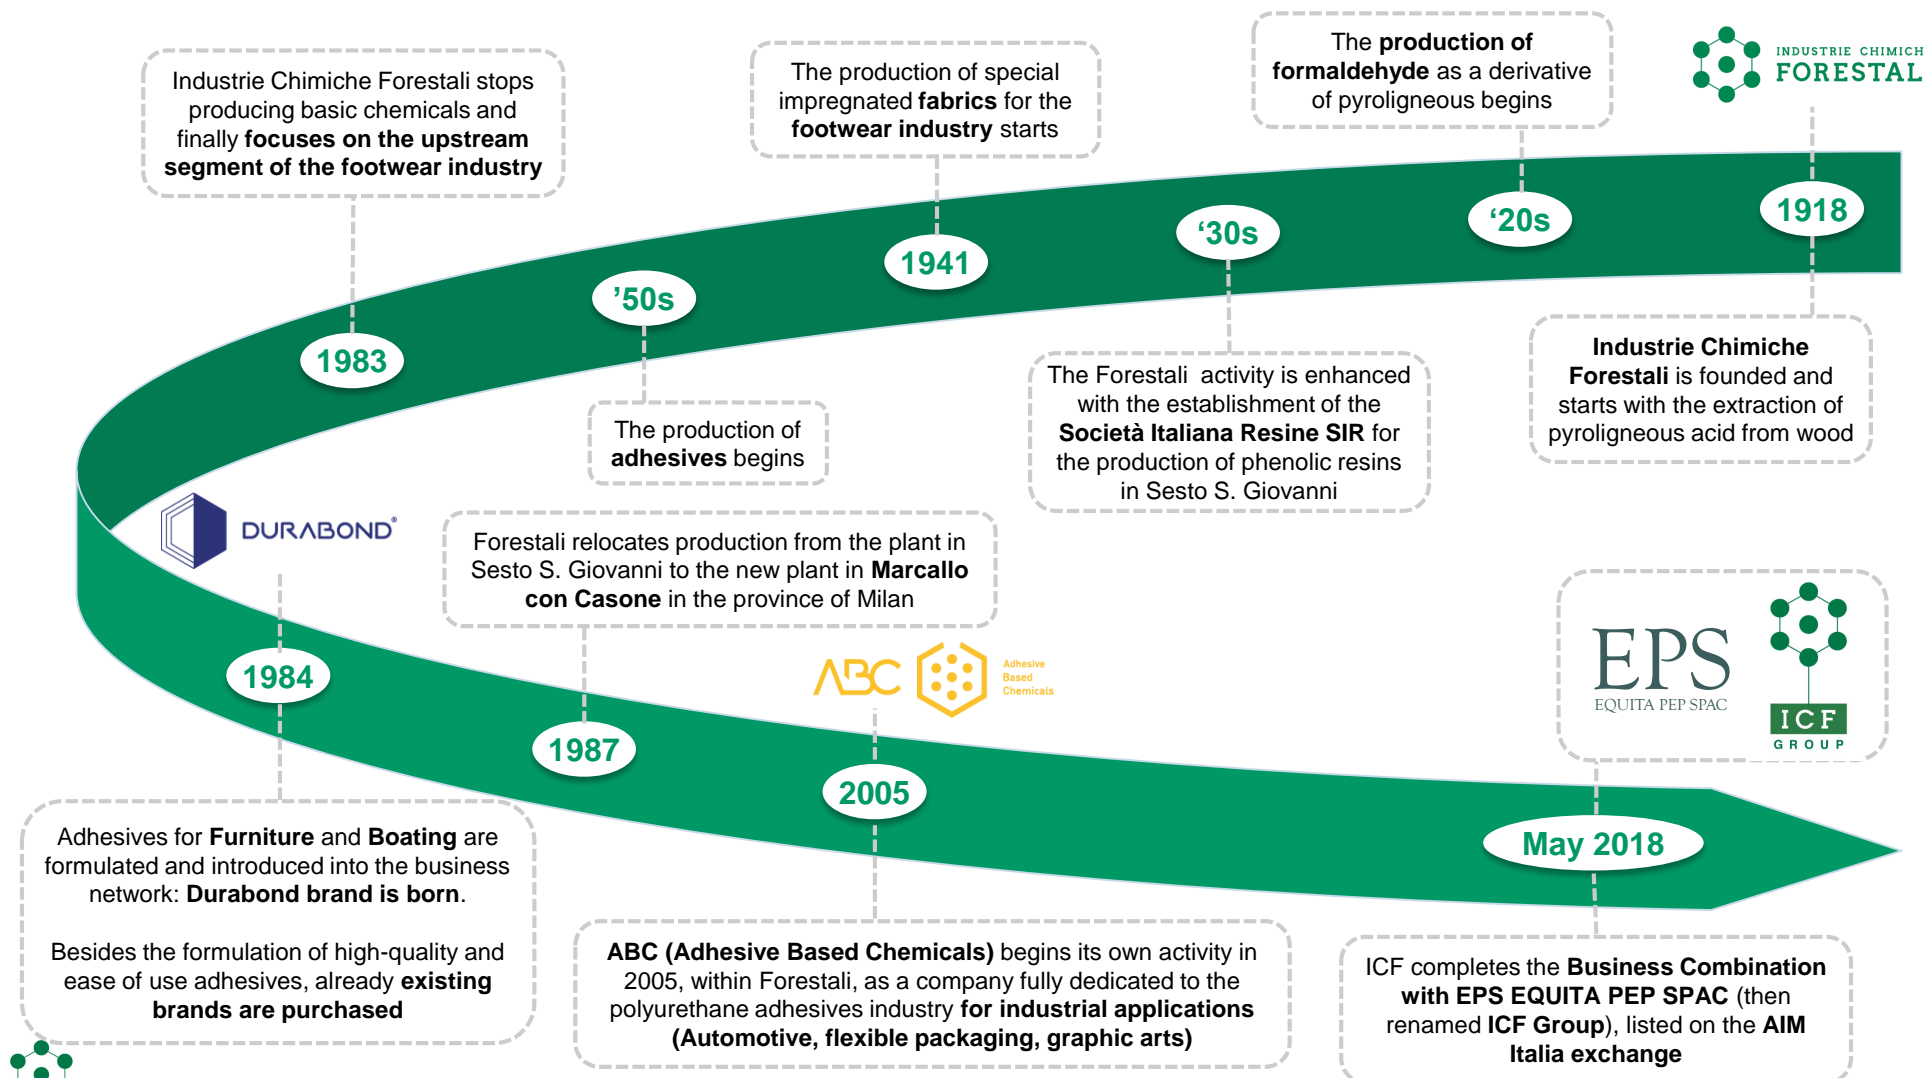 INDUSTRIE CHIMICH
FORESTAL
1918
Industrie Chimiche
Forestali is founded and
starts with the extraction of
pyroligneous acid from wood
The production of
formaldehyde as a derivative
of pyroligneous begins
‘20s
‘30s
The Forestali activity is enhanced
with the establishment of the
Società Italiana Resine SIR for
the production of phenolic resins
in Sesto S. Giovanni
The production of special
impregnated fabrics for the
footwear industry starts
1941
’50s
The production of
adhesives begins
Industrie Chimiche Forestali stops
producing basic chemicals and
finally focuses on the upstream
segment of the footwear industry
1983
DURABOND®
1984
Adhesives for Furniture and Boating are
formulated and introduced into the business
network: Durabond brand is born.
Besides the formulation of high-quality and
ease of use adhesives, already existing
brands are purchased
Forestali relocates production from the plant in
Sesto S. Giovanni to the new plant in Marcallo
con Casone in the province of Milan
1987
ABC
Adhesive
Based
Chemicals
2005
ABC (Adhesive Based Chemicals) begins its own activity in
2005, within Forestali, as a company fully dedicated to the
polyurethane adhesives industry for industrial applications
(Automotive, flexible packaging, graphic arts)
EPS
EQUITA PEP SPAC
ICF
GROUP
May 2018
ICF completes the Business Combination
with EPS EQUITA PEP SPAC (then
renamed ICF Group), listed on the AIM
Italia exchange